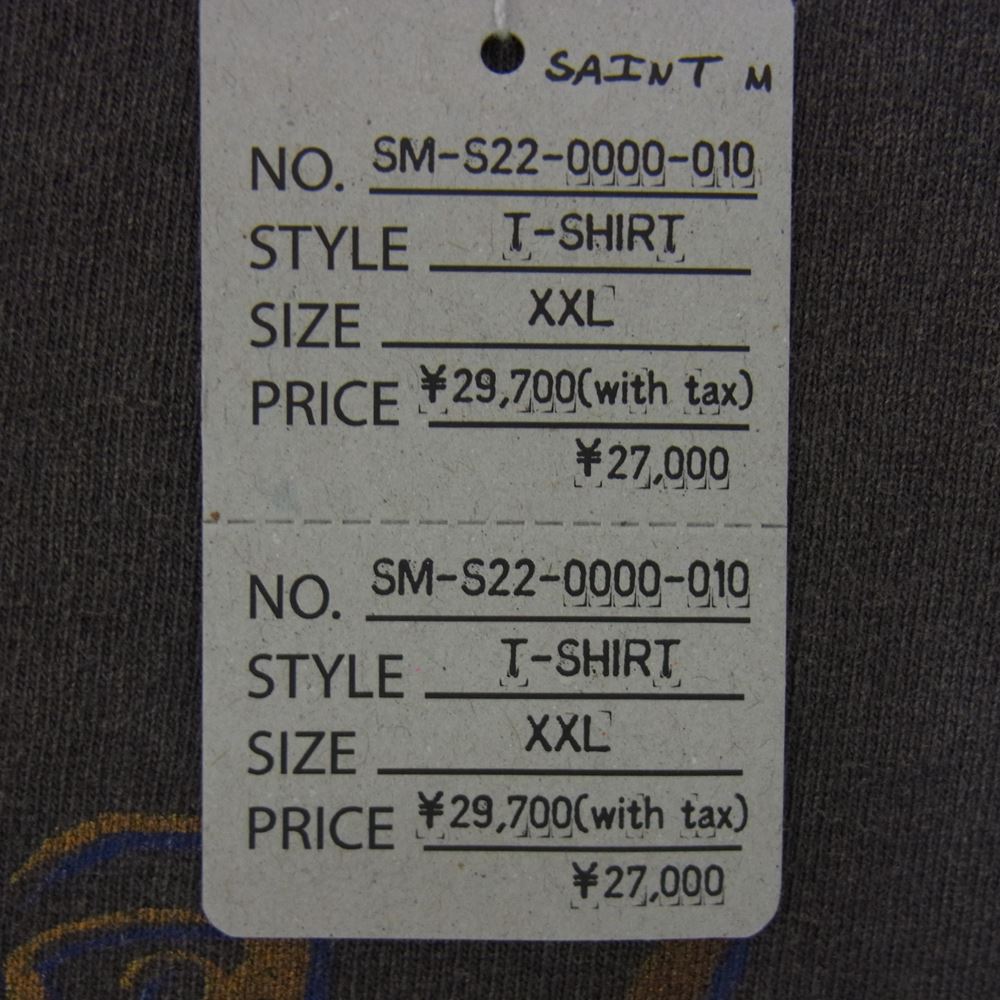 SAINT M
NO. SM-S22-0000-010
STYLE T-SHIRT
SIZE XXL
PRICE ¥29,700(with tax)
¥27,000
NO. SM-S22-0000-010
STYLE T-SHIRT
SIZE XXL
PRICE ¥29,700(with tax)
¥27,000